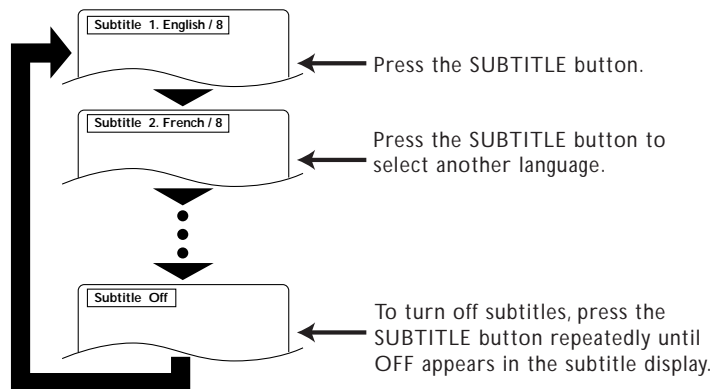 Subtitle 1. English / 8
Press the SUBTITLE button.
Subtitle 2. French / 8
Press the SUBTITLE button to
select another language.
Subtitle Off
To turn off subtitles, press the
SUBTITLE button repeatedly until
OFF appears in the subtitle display.